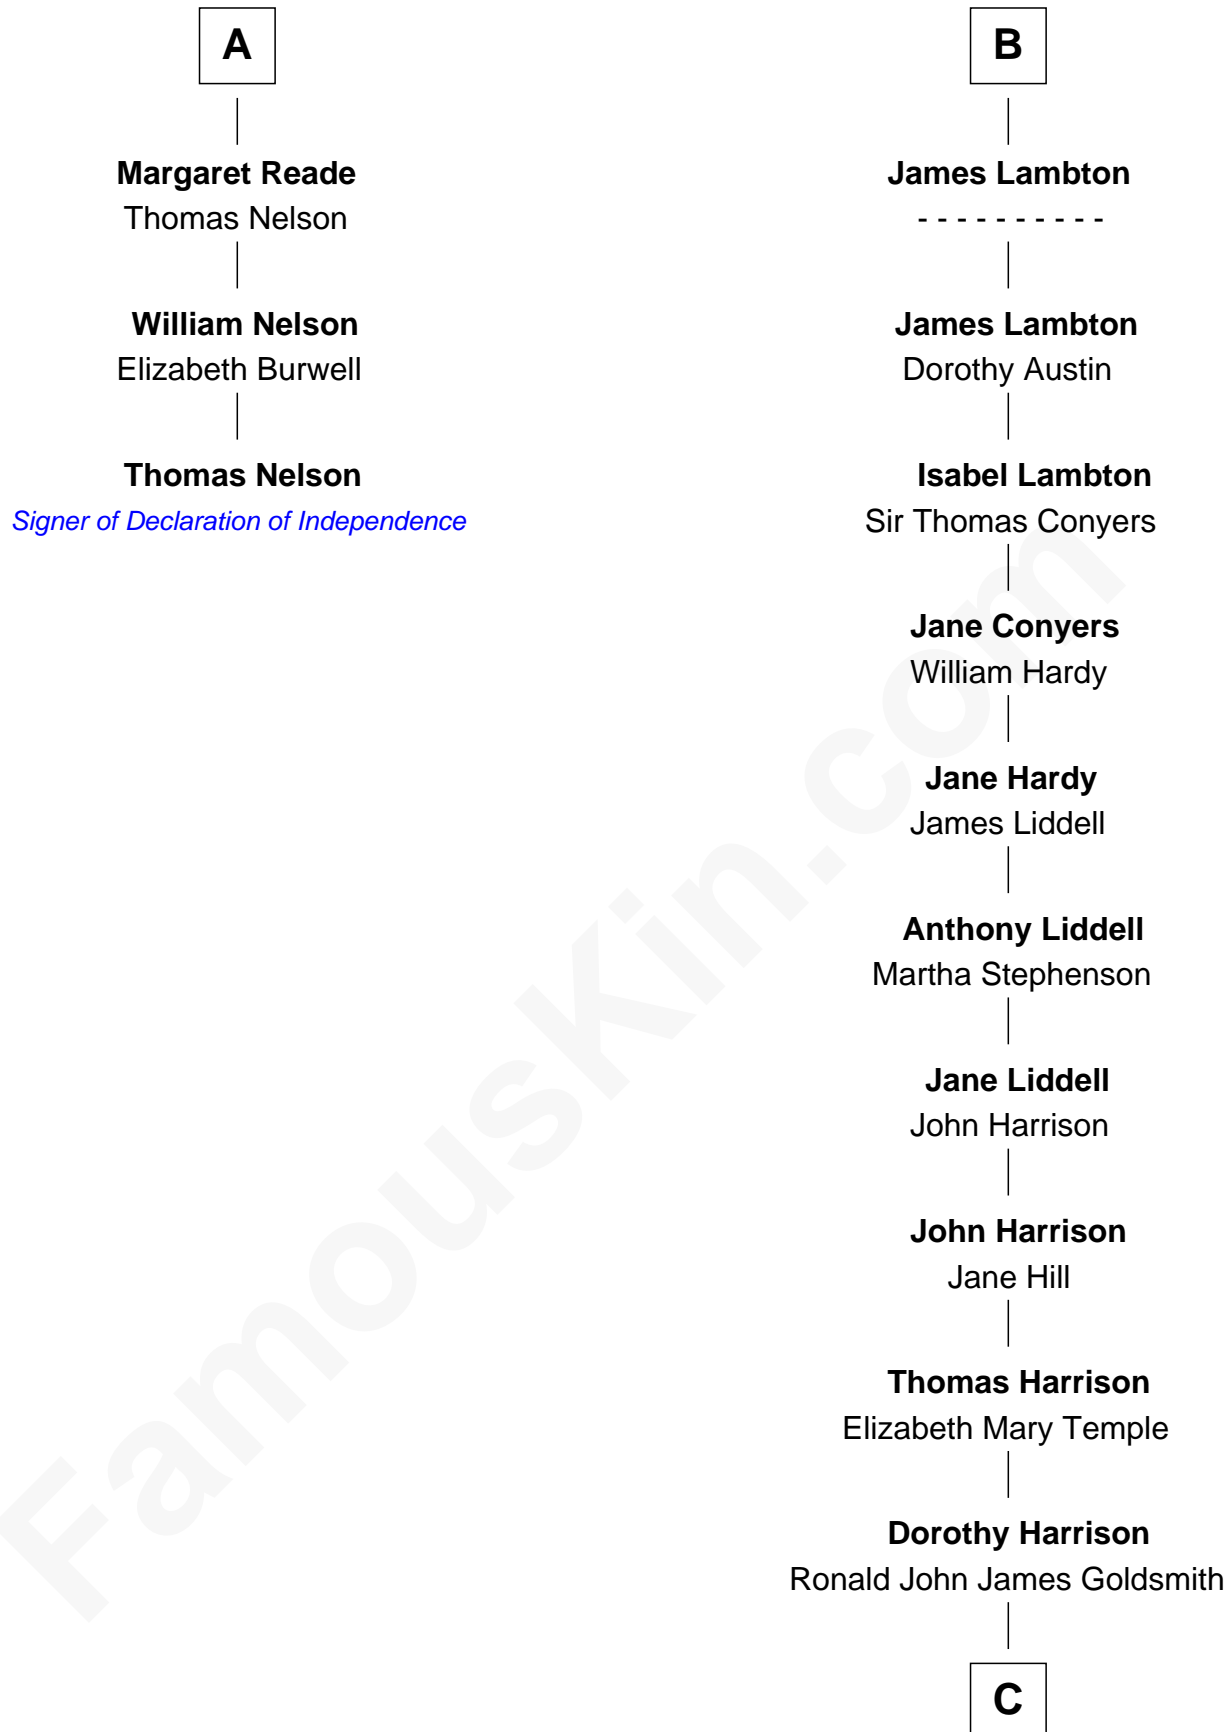 A
Margaret Reade
Thomas Nelson
William Nelson
Elizabeth Burwell
Thomas Nelson
Signer of Declaration of Independence
B
James Lambton
- - - - - - - - - -
James Lambton
Dorothy Austin
Isabel Lambton
Sir Thomas Conyers
Jane Conyers
William Hardy
Jane Hardy
James Liddell
Anthony Liddell
Martha Stephenson
Jane Liddell
John Harrison
John Harrison
Jane Hill
Thomas Harrison
Elizabeth Mary Temple
Dorothy Harrison
Ronald John James Goldsmith
C
FamousKin.com